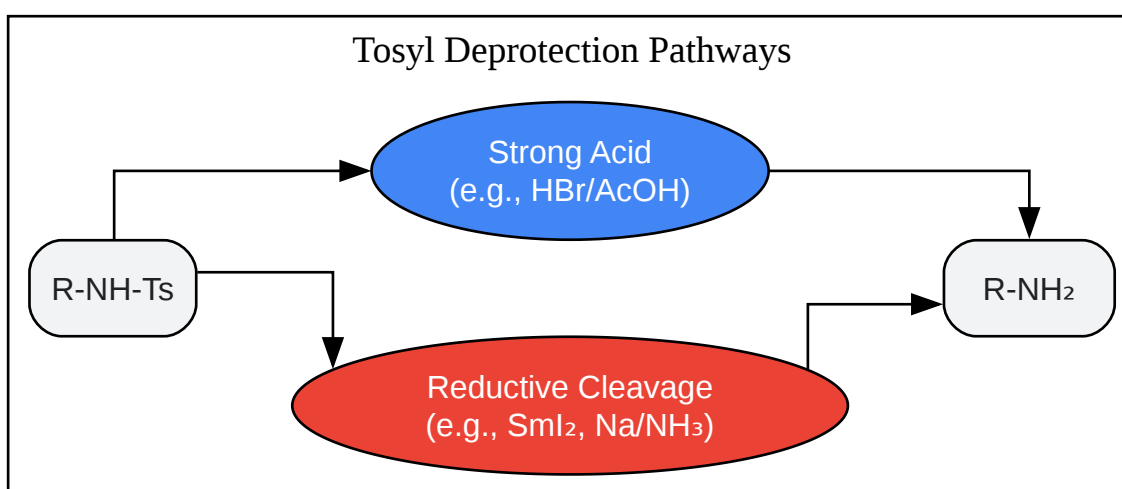 Tosyl Deprotection Pathways
Strong Acid
(e.g., HBr/AcOH)
R-NH-Ts
R-NH₂
Reductive Cleavage
(e.g., SmI₂, Na/NH₃)